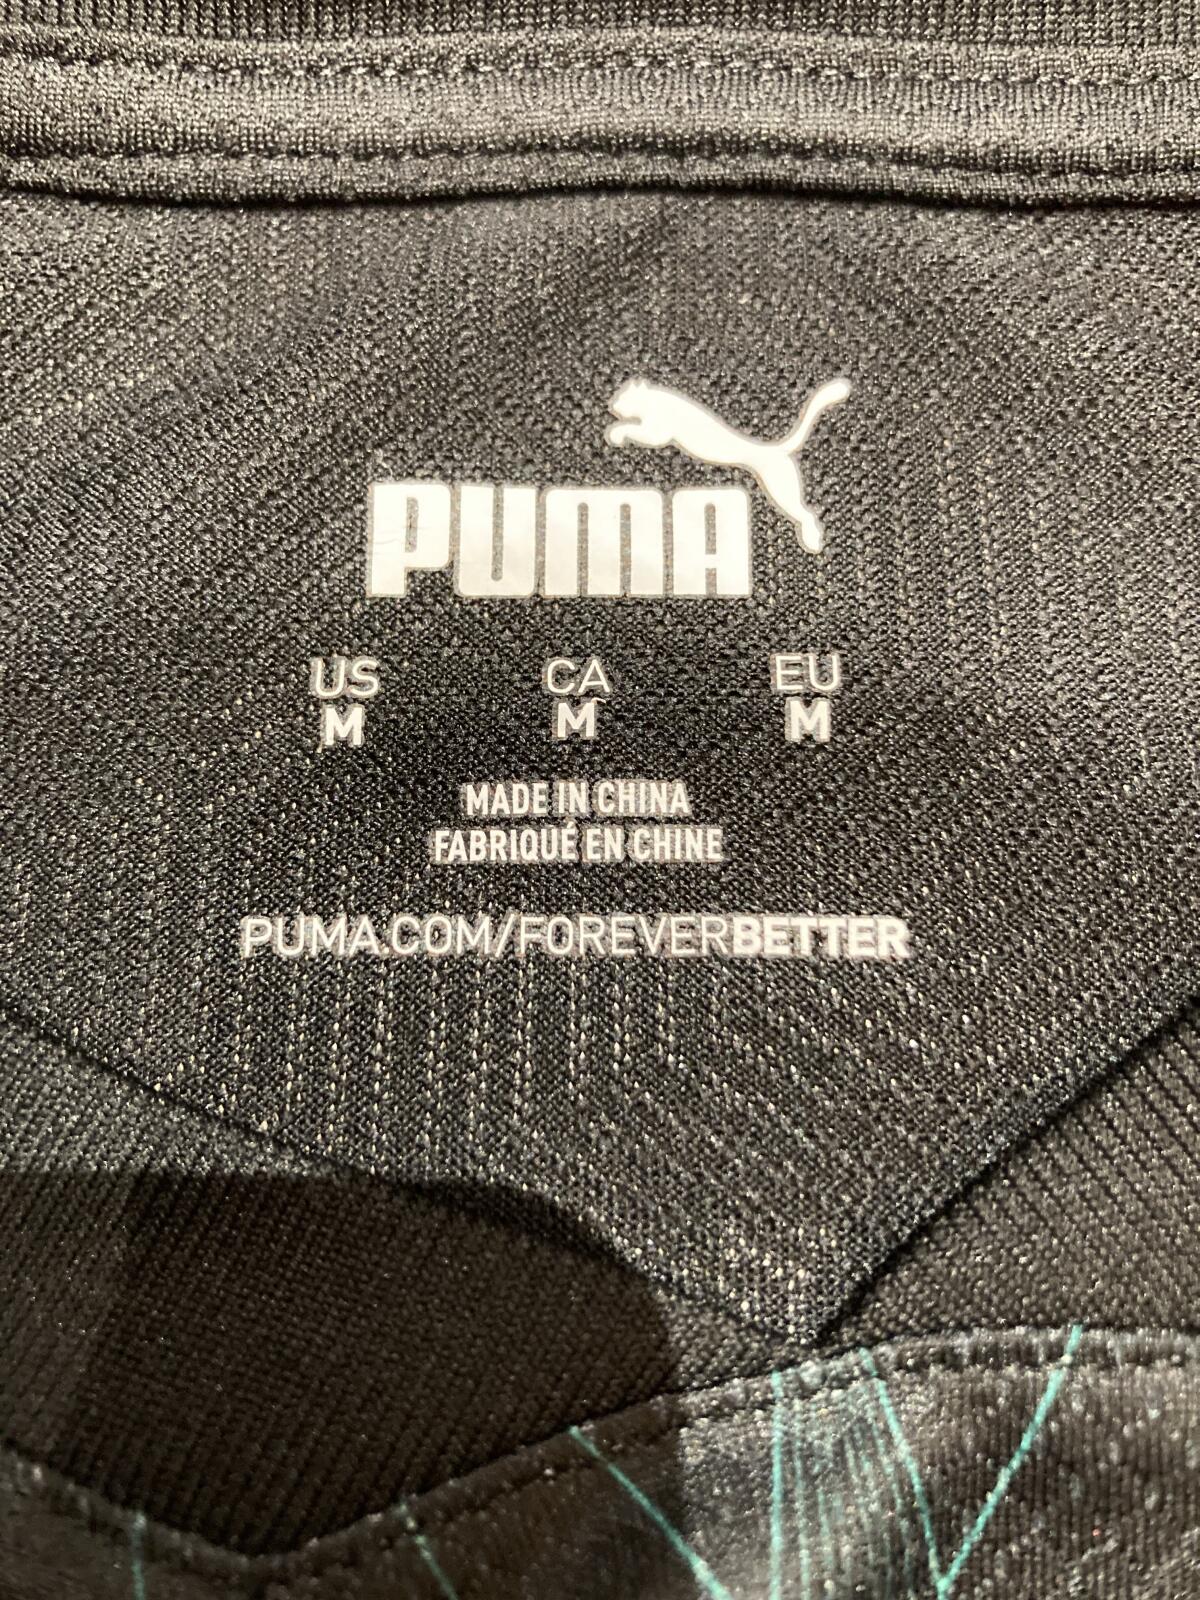 PUMA
US CA EU
M M M
MADE IN CHINA
FABRIQUÉ EN CHINE
PUMA.COM/FOREVERBETTER